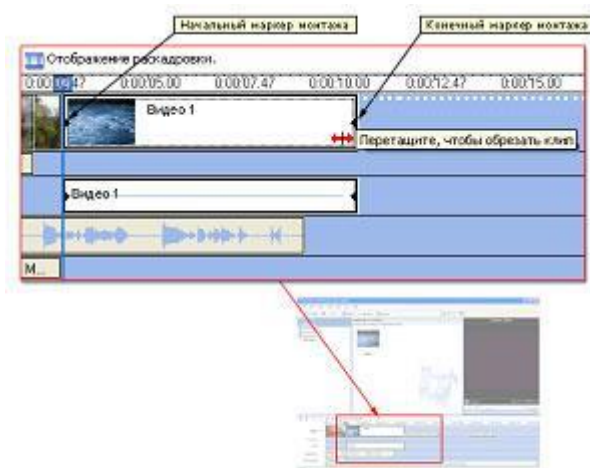 Начальный маркер монтажа
Конечный маркер монтажа
Отображение раскадровки.
0:00:05.00 0:00:07.47 0:00:10.00 0:00:12.47 0:00:15.00
Видео 1
Перетащите, чтобы обрезать клип
Видео 1
М...